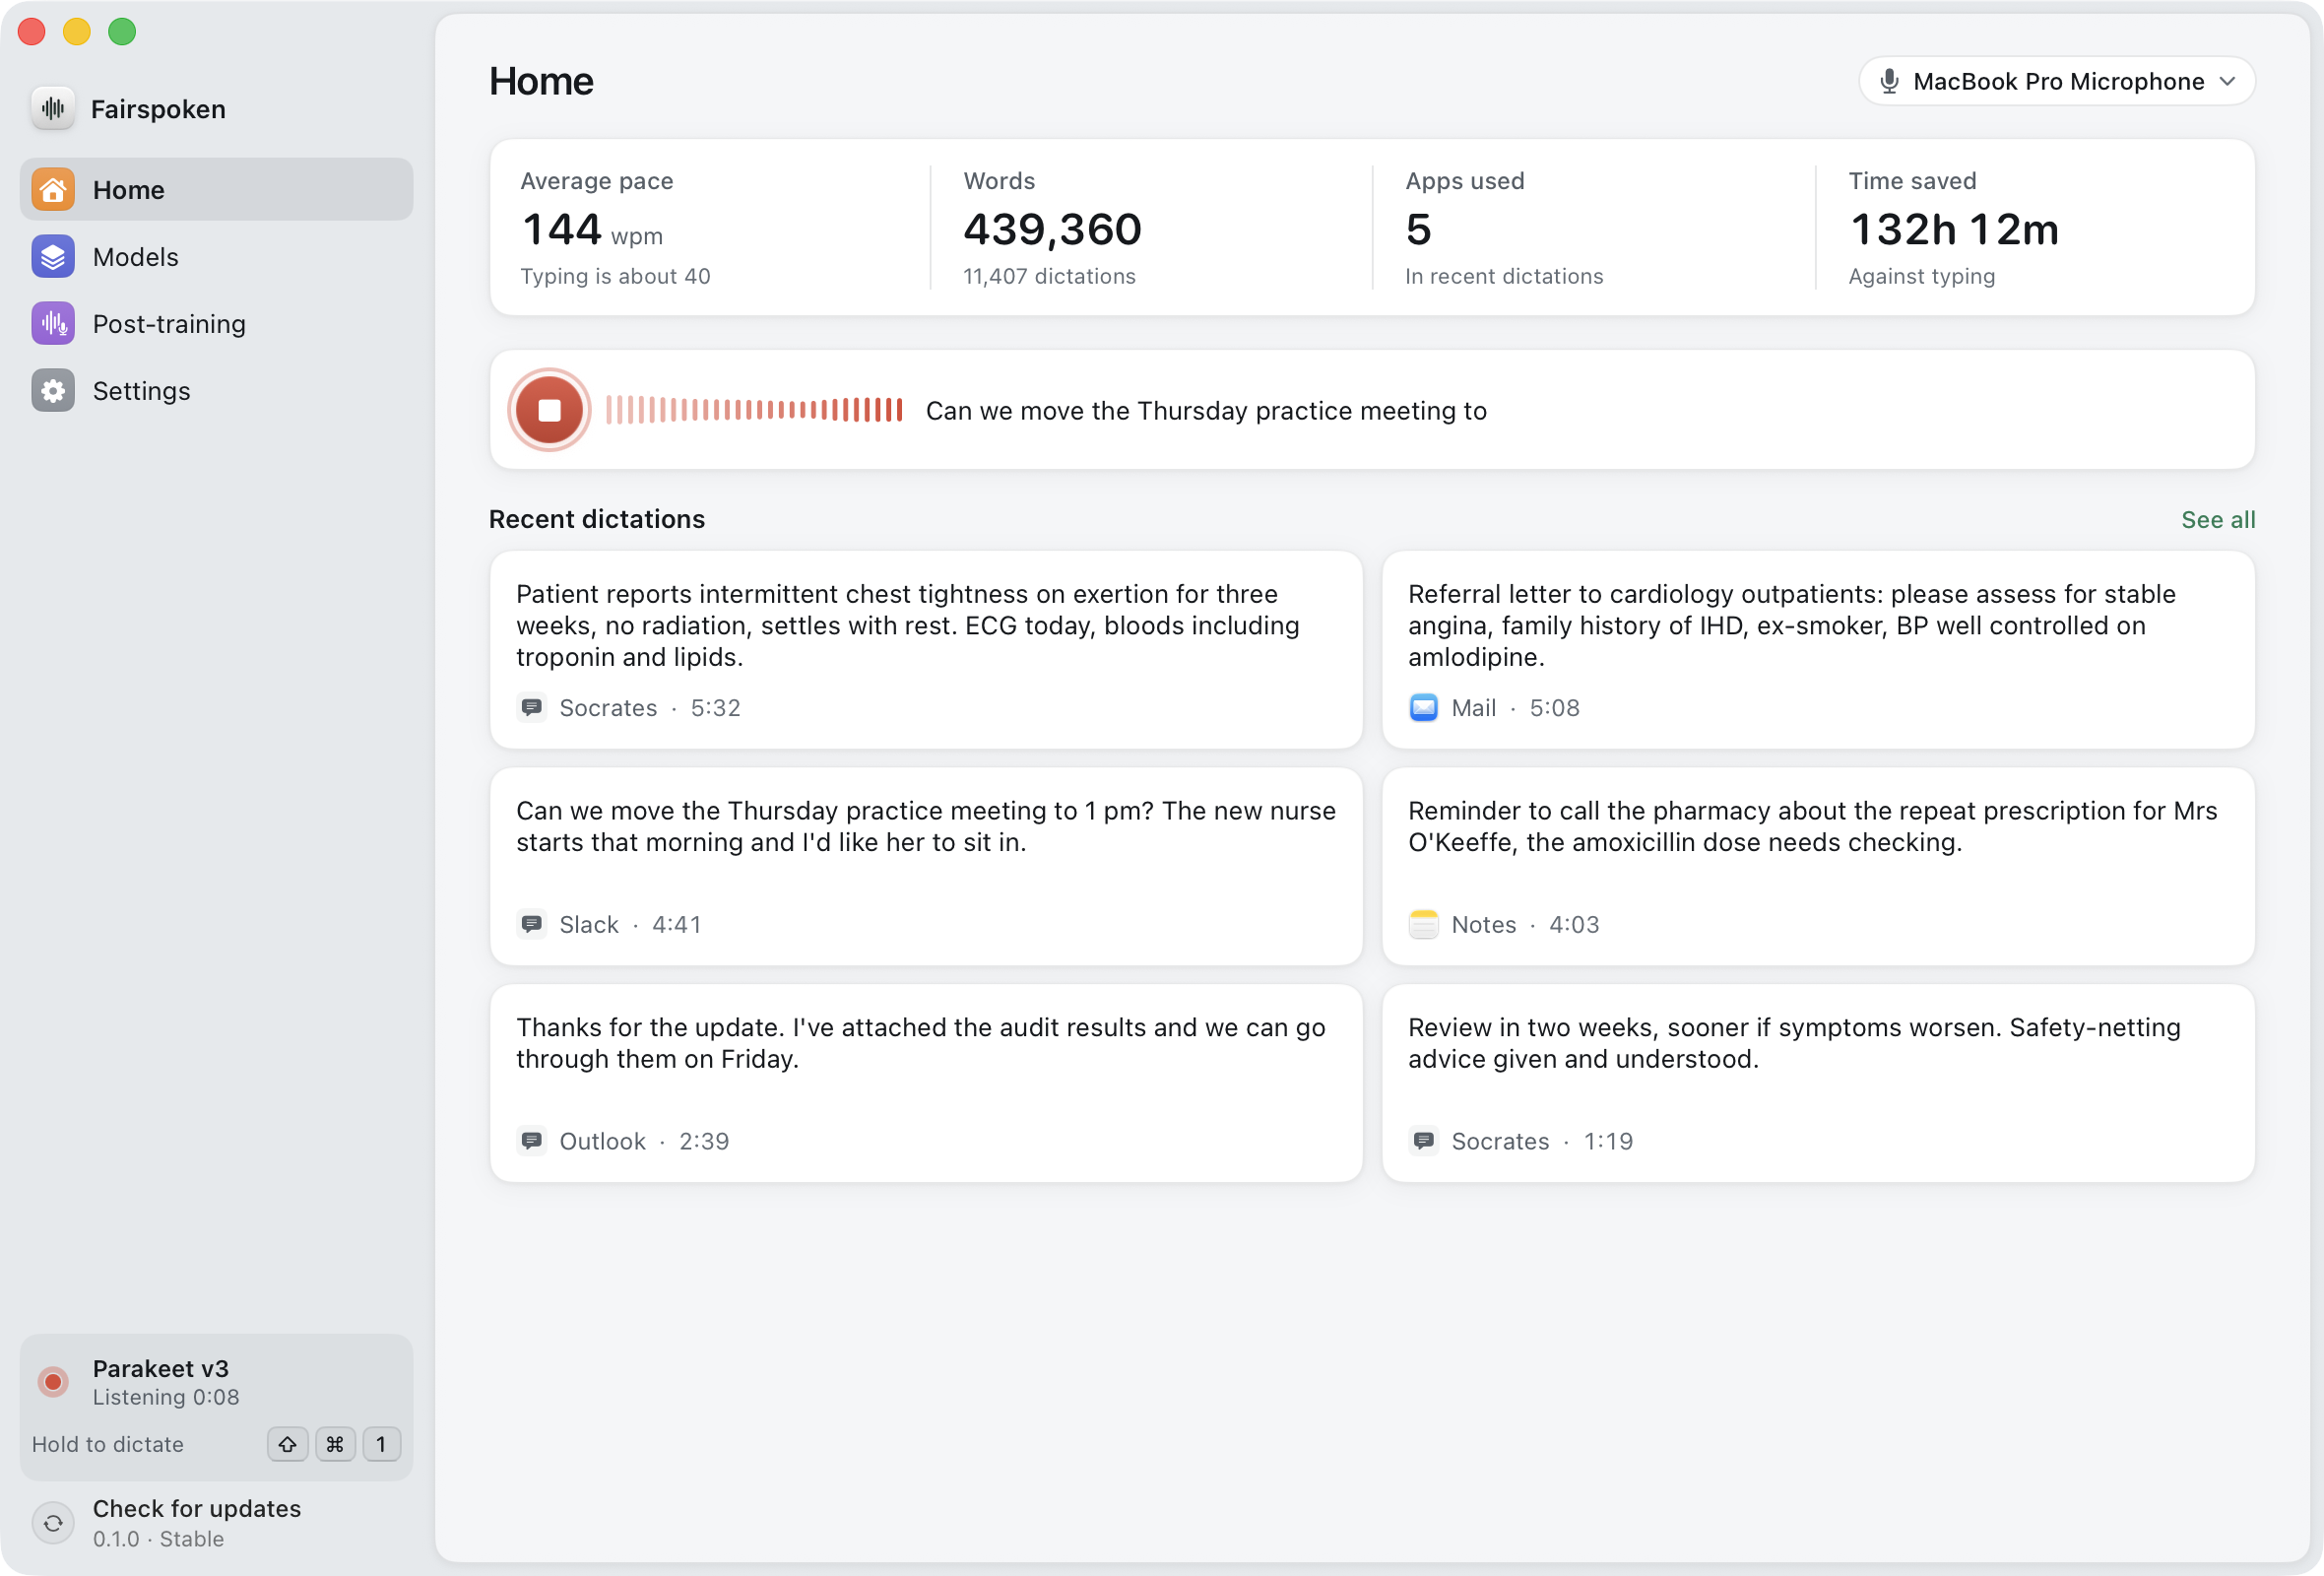 Fairspoken
Home
Models
Post-training
Settings
Parakeet v3
Listening 0:08
Hold to dictate ⇧ ⌘ 1
Check for updates
0.1.0 · Stable
Home
MacBook Pro Microphone
Average pace
144 wpm
Typing is about 40
Words
439,360
11,407 dictations
Apps used
5
In recent dictations
Time saved
132h 12m
Against typing
Can we move the Thursday practice meeting to
Recent dictations
See all
Patient reports intermittent chest tightness on exertion for three
weeks, no radiation, settles with rest. ECG today, bloods including
troponin and lipids.
Socrates · 5:32
Referral letter to cardiology outpatients: please assess for stable
angina, family history of IHD, ex-smoker, BP well controlled on
amlodipine.
Mail · 5:08
Can we move the Thursday practice meeting to 1 pm? The new nurse
starts that morning and I'd like her to sit in.
Slack · 4:41
Reminder to call the pharmacy about the repeat prescription for Mrs
O'Keeffe, the amoxicillin dose needs checking.
Notes · 4:03
Thanks for the update. I've attached the audit results and we can go
through them on Friday.
Outlook · 2:39
Review in two weeks, sooner if symptoms worsen. Safety-netting
advice given and understood.
Socrates · 1:19